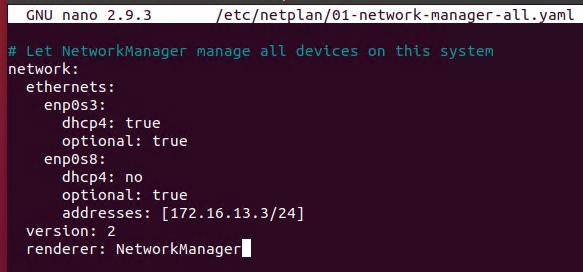 GNU nano 2.9.3 /etc/netplan/01-network-manager-all.yaml
# Let NetworkManager manage all devices on this system
network:
  ethernets:
    enp0s3:
      dhcp4: true
      optional: true
    enp0s8:
      dhcp4: no
      optional: true
      addresses: [172.16.13.3/24]
  version: 2
  renderer: NetworkManager